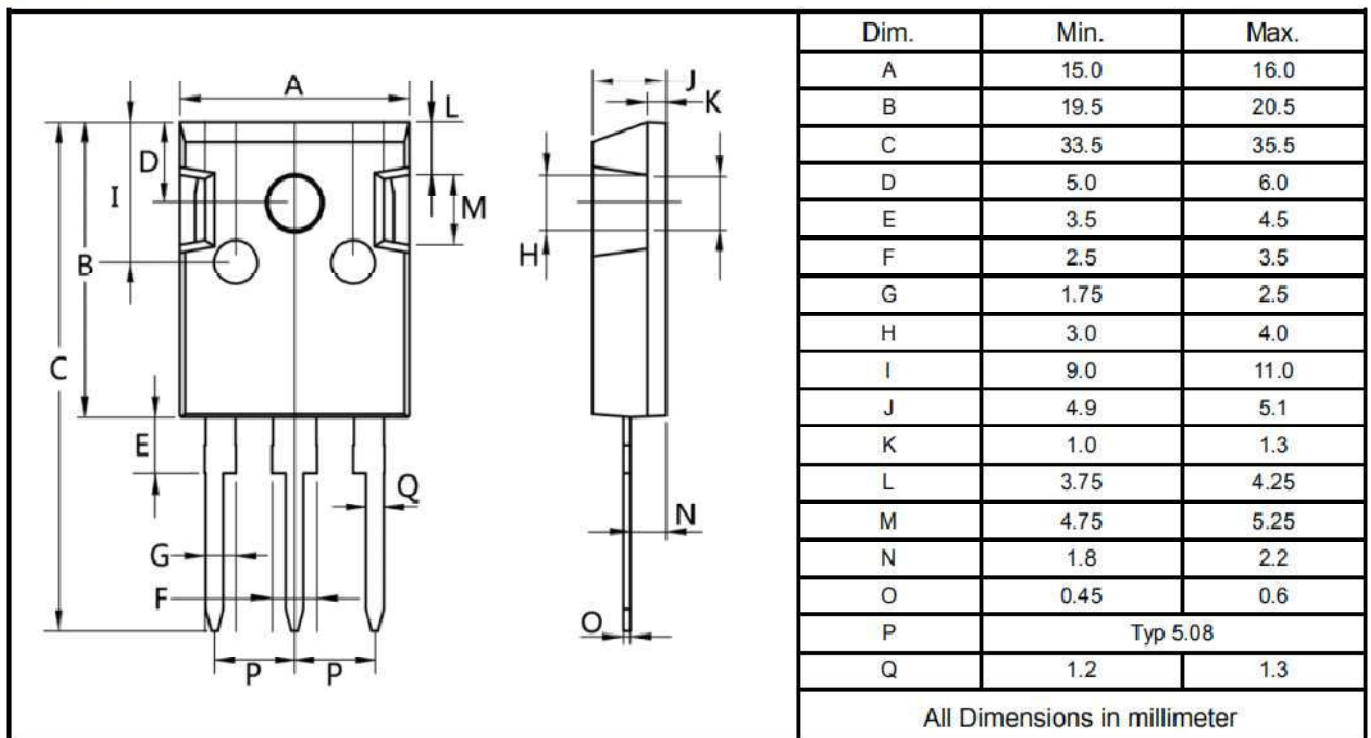 A
L
D
I
M
B
C
E
Q
G
F
P P
J
K
H
N
O
Dim. Min. Max.
A 15.0 16.0
B 19.5 20.5
C 33.5 35.5
D 5.0 6.0
E 3.5 4.5
F 2.5 3.5
G 1.75 2.5
H 3.0 4.0
I 9.0 11.0
J 4.9 5.1
K 1.0 1.3
L 3.75 4.25
M 4.75 5.25
N 1.8 2.2
O 0.45 0.6
P Typ 5.08
Q 1.2 1.3
All Dimensions in millimeter